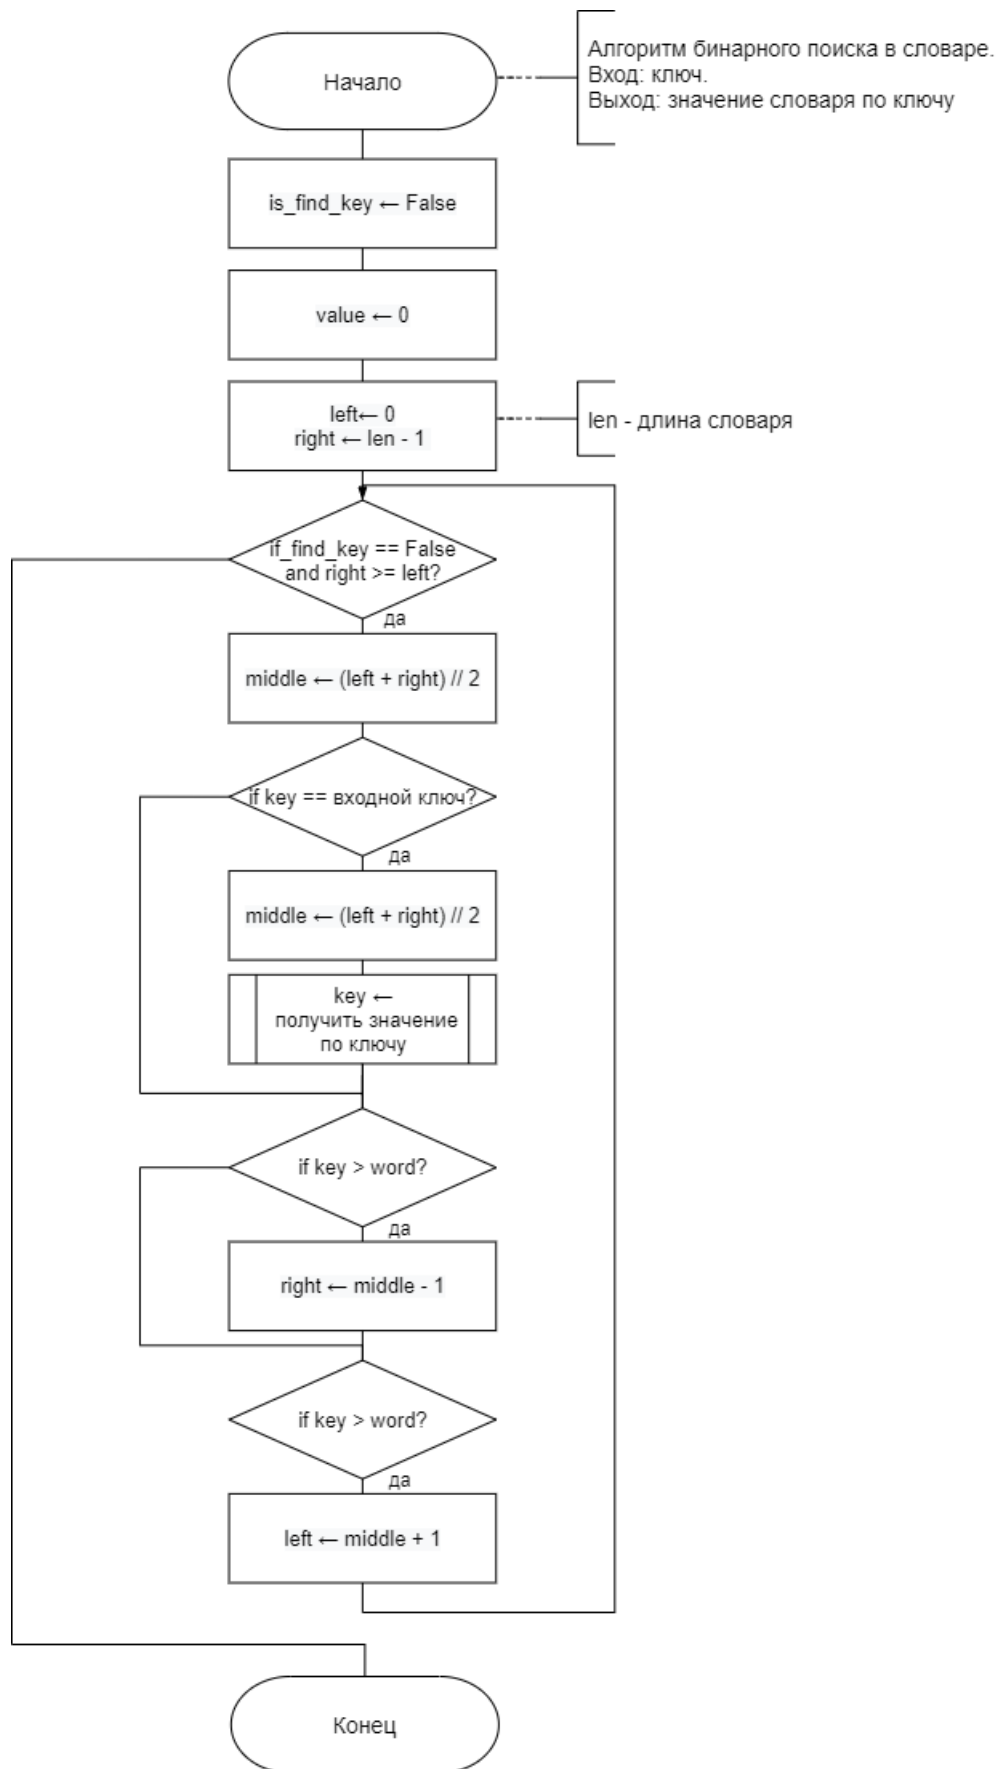 Начало
Алгоритм бинарного поиска в словаре.
Вход: ключ.
Выход: значение словаря по ключу
is_find_key ← False
value ← 0
left← 0
right ← len - 1
len - длина словаря
if_find_key == False
and right >= left?
да
middle ← (left + right) // 2
if key == входной ключ?
да
middle ← (left + right) // 2
key ←
получить значение
по ключу
if key > word?
да
right ← middle - 1
if key > word?
да
left ← middle + 1
Конец